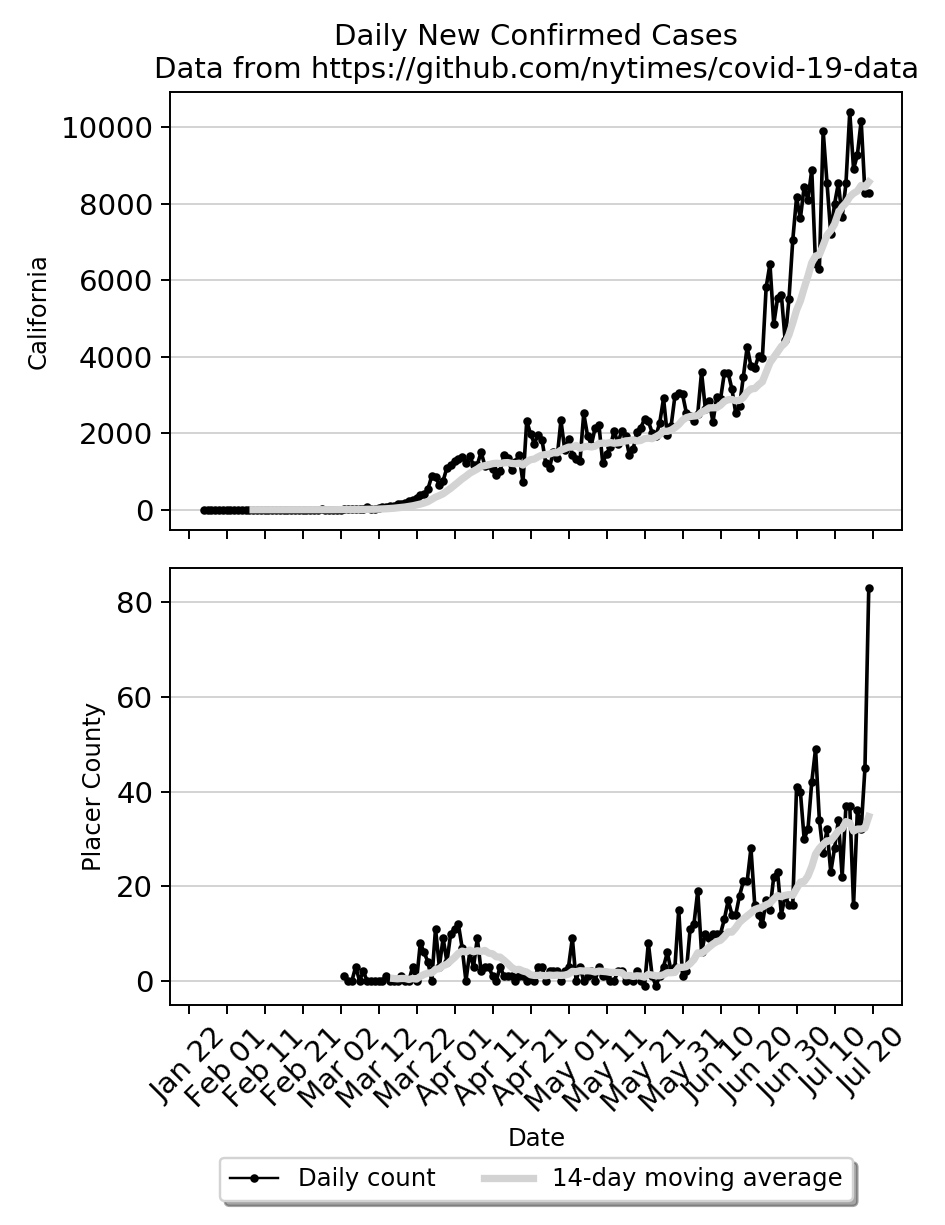 Daily New Confirmed Cases
Data from https://github.com/nytimes/covid-19-data
10000
8000
6000
4000
2000
0
California
80
60
40
20
0
Placer County
Jan 22
Feb 01
Feb 11
Feb 21
Mar 02
Mar 12
Mar 22
Apr 01
Apr 11
Apr 21
May 01
May 11
May 21
May 31
Jun 10
Jun 20
Jun 30
Jul 10
Jul 20
Date
Daily count
14-day moving average